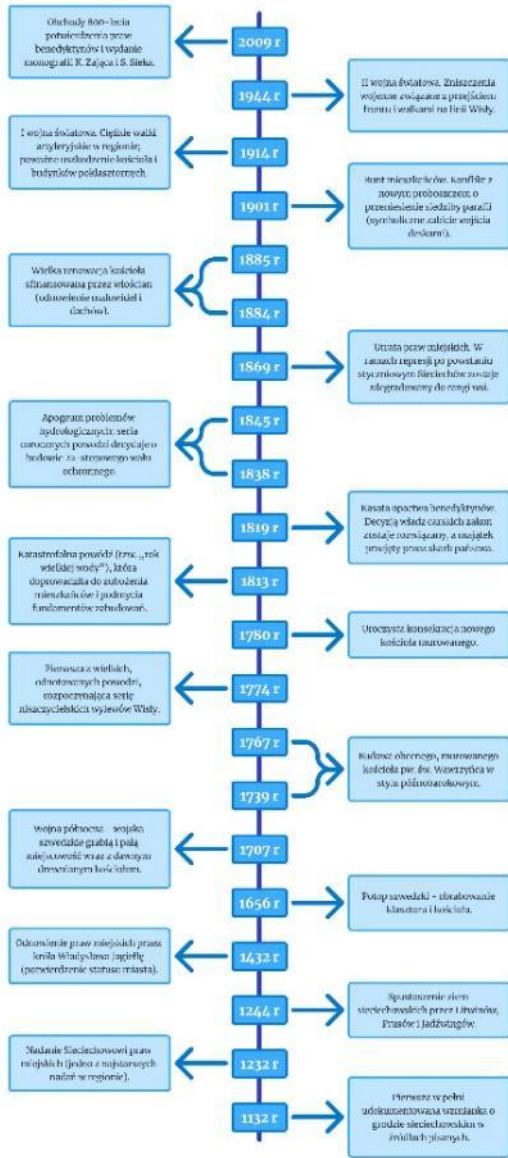 Obchody 800-lecia
potwierdzenia praw
benedyktynów i wydanie
monografii K. Zająca i S. Sieka.
2009 r
1944 r
II wojna światowa. Zniszczenia
wojenne związane z przejściem
frontu i walkami na linii Wisły.
I wojna światowa. Ciężkie walki
artyleryjskie w regionie;
poważne uszkodzenie kościoła i
budynków poklasztornych.
1914 r
1901 r
Bunt mieszkańców. Konflikt z
nowym proboszczem o
przeniesienie siedziby parafii
(symboliczne zabicie wejścia
deskami).
1885 r
Wielka renowacja kościoła
sfinansowana przez włościan
(odnowienie malowideł i
dachów).
1884 r
1869 r
Utrata praw miejskich. W
ramach represji po powstaniu
styczniowym Sieciechów zostaje
zdegradowany do rangi wsi.
1845 r
Apogeum problemów
hydrologicznych: seria
corocznych powodzi decyduje o
budowie 22-stopowego wału
ochronnego.
1838 r
1819 r
Kasata opactwa benedyktynów.
Decyzją władz carskich zakon
zostaje rozwiązany, a majątek
przejęty przez skarb państwa.
Katastrofalna powódź (tzw. „rok
wielkiej wody”), która
doprowadziła do zubożenia
mieszkańców i podmycia
fundamentów zabudowań.
1813 r
1780 r
Uroczysta konsekracja nowego
kościoła murowanego.
Pierwsza z wielkich,
odnotowanych powodzi,
rozpoczynająca serię
niszczycielskich wylewów Wisły.
1774 r
1767 r
Budowa obecnego, murowanego
kościoła pw. św. Wawrzyńca w
stylu późnobarokowym.
1739 r
Wojna północna - wojska
szwedzkie grabią i palą
miejscowość wraz z dawnym
drewnianym kościołem.
1707 r
1656 r
Potop szwedzki - obrabowanie
klasztoru i kościoła.
Odnowienie praw miejskich przez
króla Władysława Jagiełłę
(potwierdzenie statusu miasta).
1432 r
1244 r
Spustoszenie ziem
sieciechowskich przez Litwinów,
Prusów i Jadźwingów.
Nadanie Sieciechowowi praw
miejskich (jedno z najstarszych
nadań w regionie).
1232 r
1132 r
Pierwsza w pełni
udokumentowana wzmianka o
grodzie sieciechowskim w
źródłach pisanych.